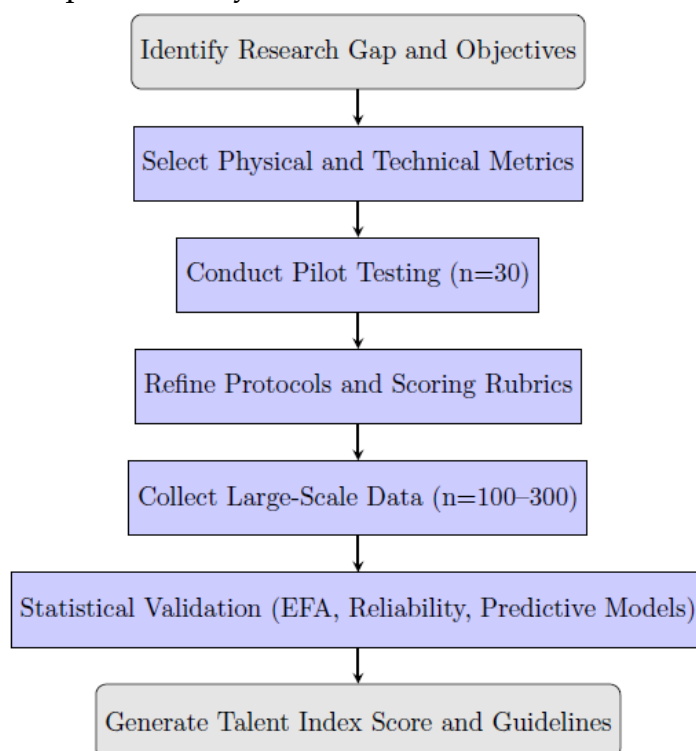 Identify Research Gap and Objectives
Select Physical and Technical Metrics
Conduct Pilot Testing (n=30)
Refine Protocols and Scoring Rubrics
Collect Large-Scale Data (n=100–300)
Statistical Validation (EFA, Reliability, Predictive Models)
Generate Talent Index Score and Guidelines